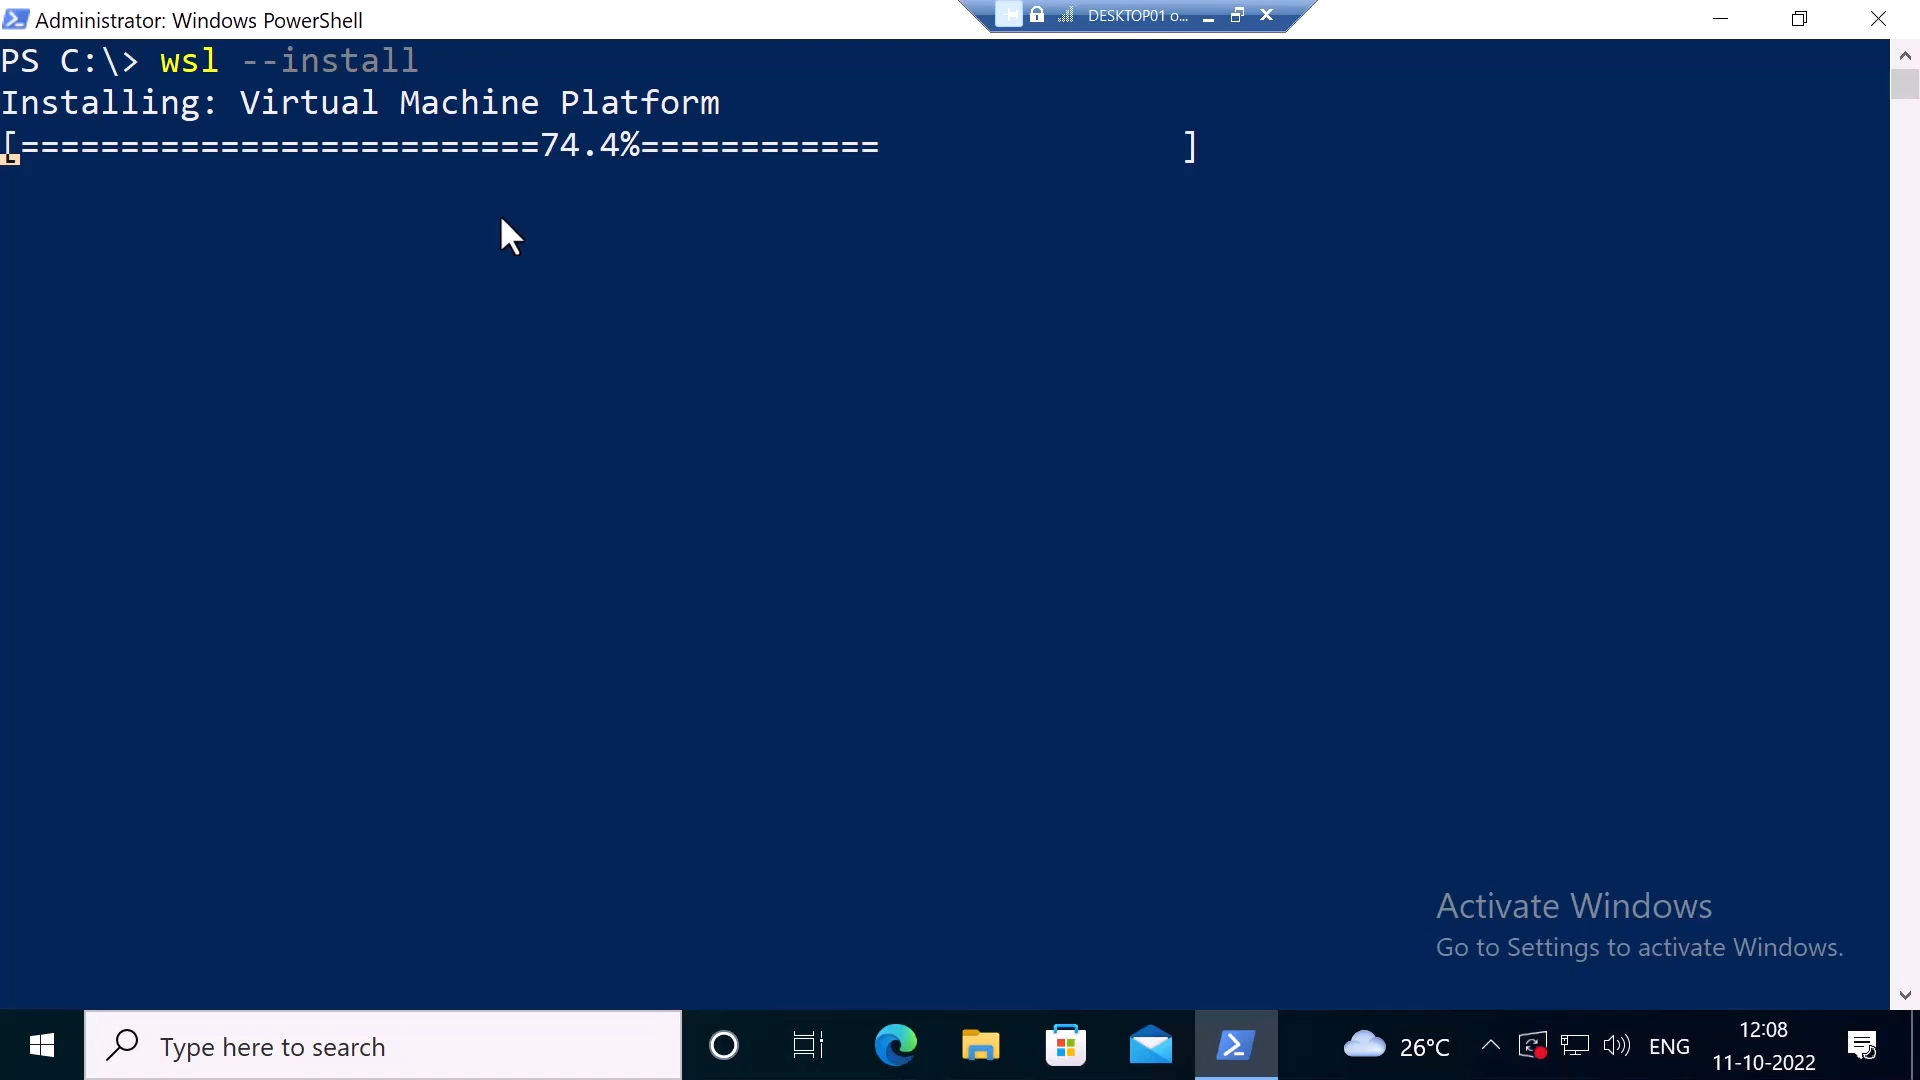 Administrator: Windows PowerShell
DESKTOP01 o...
PS C:\> wsl --install
Installing: Virtual Machine Platform
[==========================74.4%============               ]
Activate Windows
Go to Settings to activate Windows.
Type here to search
26°C
ENG
12:08
11-10-2022